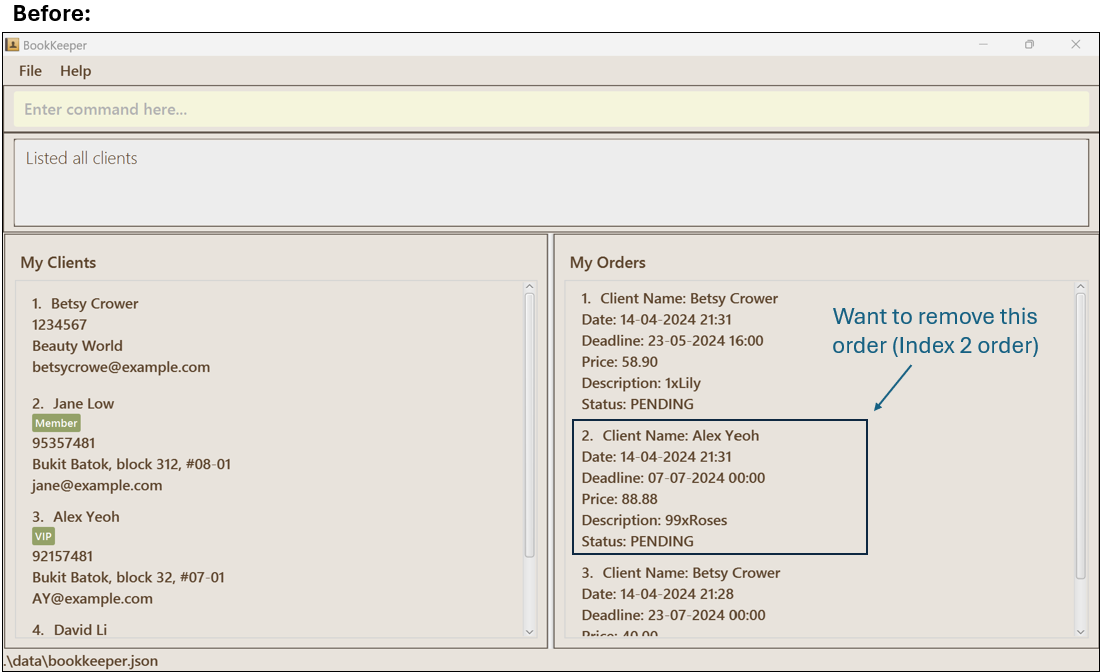 Before:
BookKeeper
File Help
Enter command here...
Listed all clients
My Clients
1. Betsy Crower
1234567
Beauty World
betsycrowe@example.com
2. Jane Low
Member
95357481
Bukit Batok, block 312, #08-01
jane@example.com
3. Alex Yeoh
VIP
92157481
Bukit Batok, block 32, #07-01
AY@example.com
4. David Li
My Orders
1. Client Name: Betsy Crower
Date: 14-04-2024 21:31
Deadline: 23-05-2024 16:00
Price: 58.90
Description: 1xLily
Status: PENDING
2. Client Name: Alex Yeoh
Date: 14-04-2024 21:31
Deadline: 07-07-2024 00:00
Price: 88.88
Description: 99xRoses
Status: PENDING
3. Client Name: Betsy Crower
Date: 14-04-2024 21:28
Deadline: 23-07-2024 00:00
Price: 40.00
Want to remove this
order (Index 2 order)
.\data\bookkeeper.json